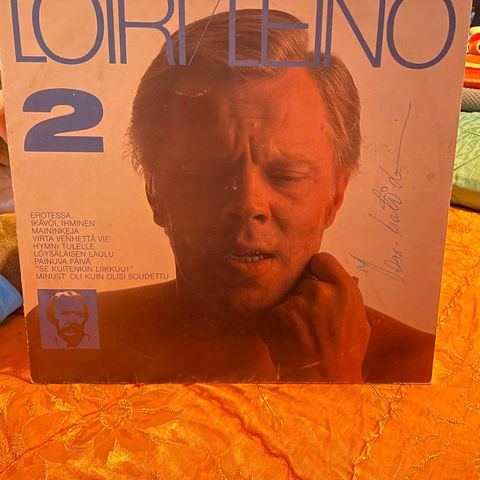 LOIRI/LEINO
2
EROTESSA
IKÄVÖI, IHMINEN
MAININKEJA
VIRTA VENHETTÄ VIE
HYMNI TULELLE
LÖYSÄLÄISEN LAULU
PAINUVA PÄIVÄ
"SE KUITENKIN LIIKKUU!"
MINUST' OLI KUIN OLISI SOUDETTU